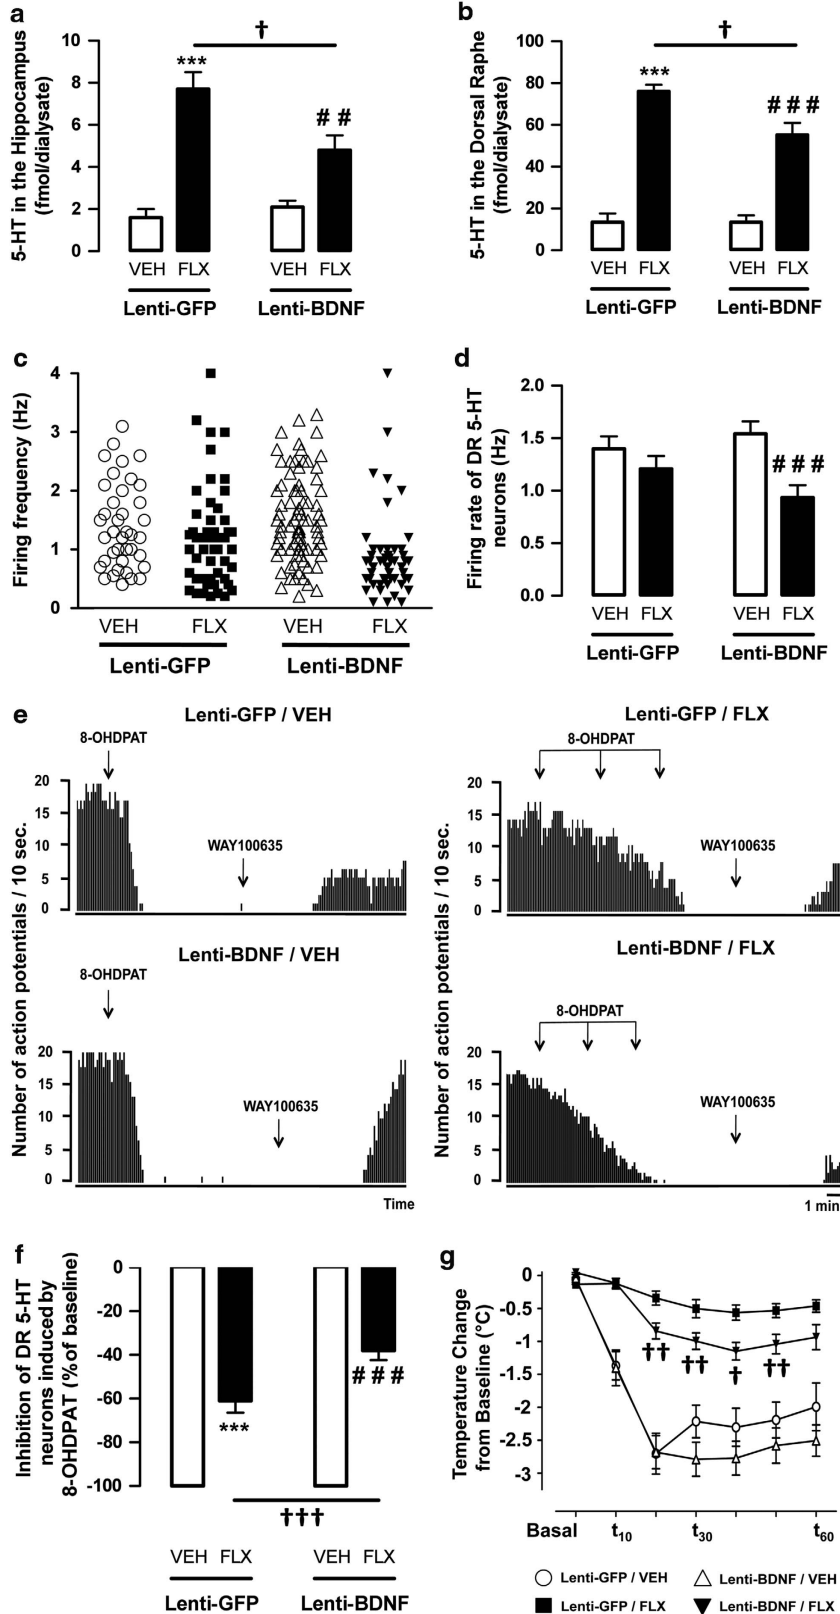 a
5-HT in the Hippocampus
(fmol/dialysate)
10
8
6
4
2
0
***
†
# #
VEH FLX VEH FLX
Lenti-GFP Lenti-BDNF
b
5-HT in the Dorsal Raphe
(fmol/dialysate)
100
80
60
40
20
0
***
†
# # #
VEH FLX VEH FLX
Lenti-GFP Lenti-BDNF
c
Firing frequency (Hz)
4
3
2
1
0
VEH FLX VEH FLX
Lenti-GFP Lenti-BDNF
d
Firing rate of DR 5-HT
neurons (Hz)
2.0
1.5
1.0
0.5
0.0
# # #
VEH FLX VEH FLX
Lenti-GFP Lenti-BDNF
e
Number of action potentials / 10 sec.
Lenti-GFP / VEH
8-OHDPAT
20
15
10
5
0
WAY100635
Lenti-BDNF / VEH
8-OHDPAT
20
15
10
5
0
WAY100635
Time
Number of action potentials / 10 sec.
Lenti-GFP / FLX
8-OHDPAT
20
15
10
5
0
WAY100635
Lenti-BDNF / FLX
8-OHDPAT
20
15
10
5
0
WAY100635
1 min
f
Inhibition of DR 5-HT
neurons induced by
8-OHDPAT (% of baseline)
0
-20
-40
-60
-80
-100
***
# # #
†††
VEH FLX VEH FLX
Lenti-GFP Lenti-BDNF
g
Temperature Change
from Baseline (°C)
0
-0.5
-1
-1.5
-2
-2.5
-3
††
††
†
††
Basal t10 t30 t60
Lenti-GFP / VEH Lenti-BDNF / VEH
Lenti-GFP / FLX Lenti-BDNF / FLX